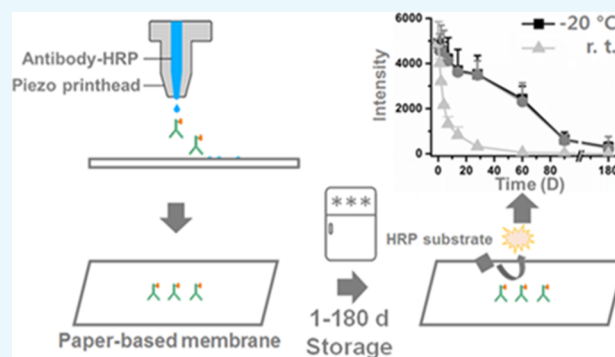 Antibody-HRP
Piezo printhead
Paper-based membrane
***
1-180 d
Storage
HRP substrate
Intensity
6000
4000
2000
0
-20 °C
r. t.
0 20 40 60 80 180
Time (D)